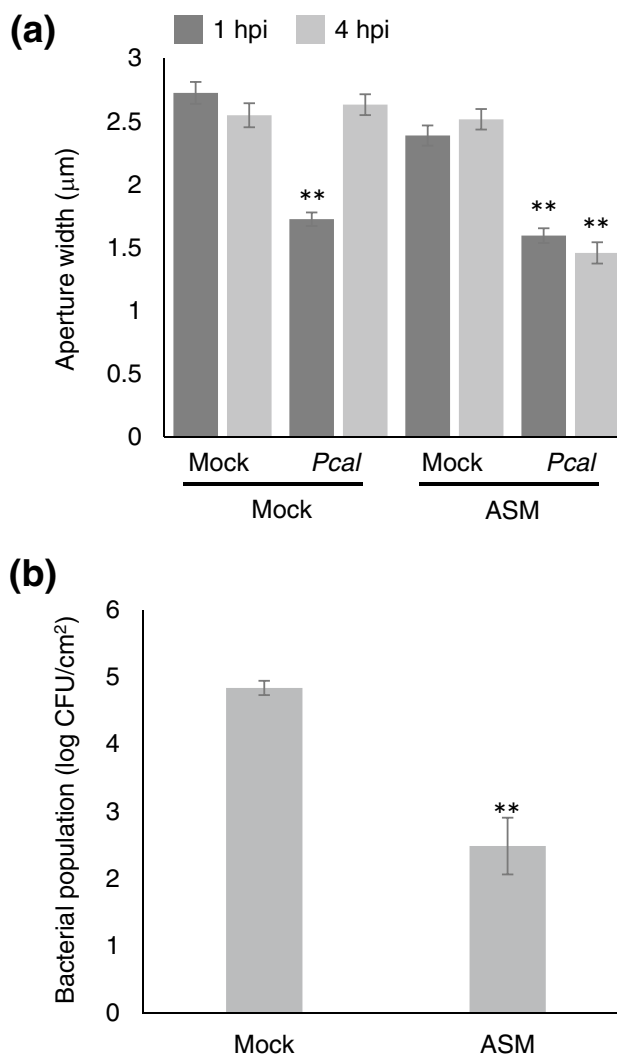 (a)
1 hpi 4 hpi
Aperture width (μm)
3
2.5
2
1.5
1
0.5
0
**
**
**
Mock Pcal Mock Pcal
Mock ASM
(b)
Bacterial population (log CFU/cm²)
6
5
4
3
2
1
0
**
Mock ASM